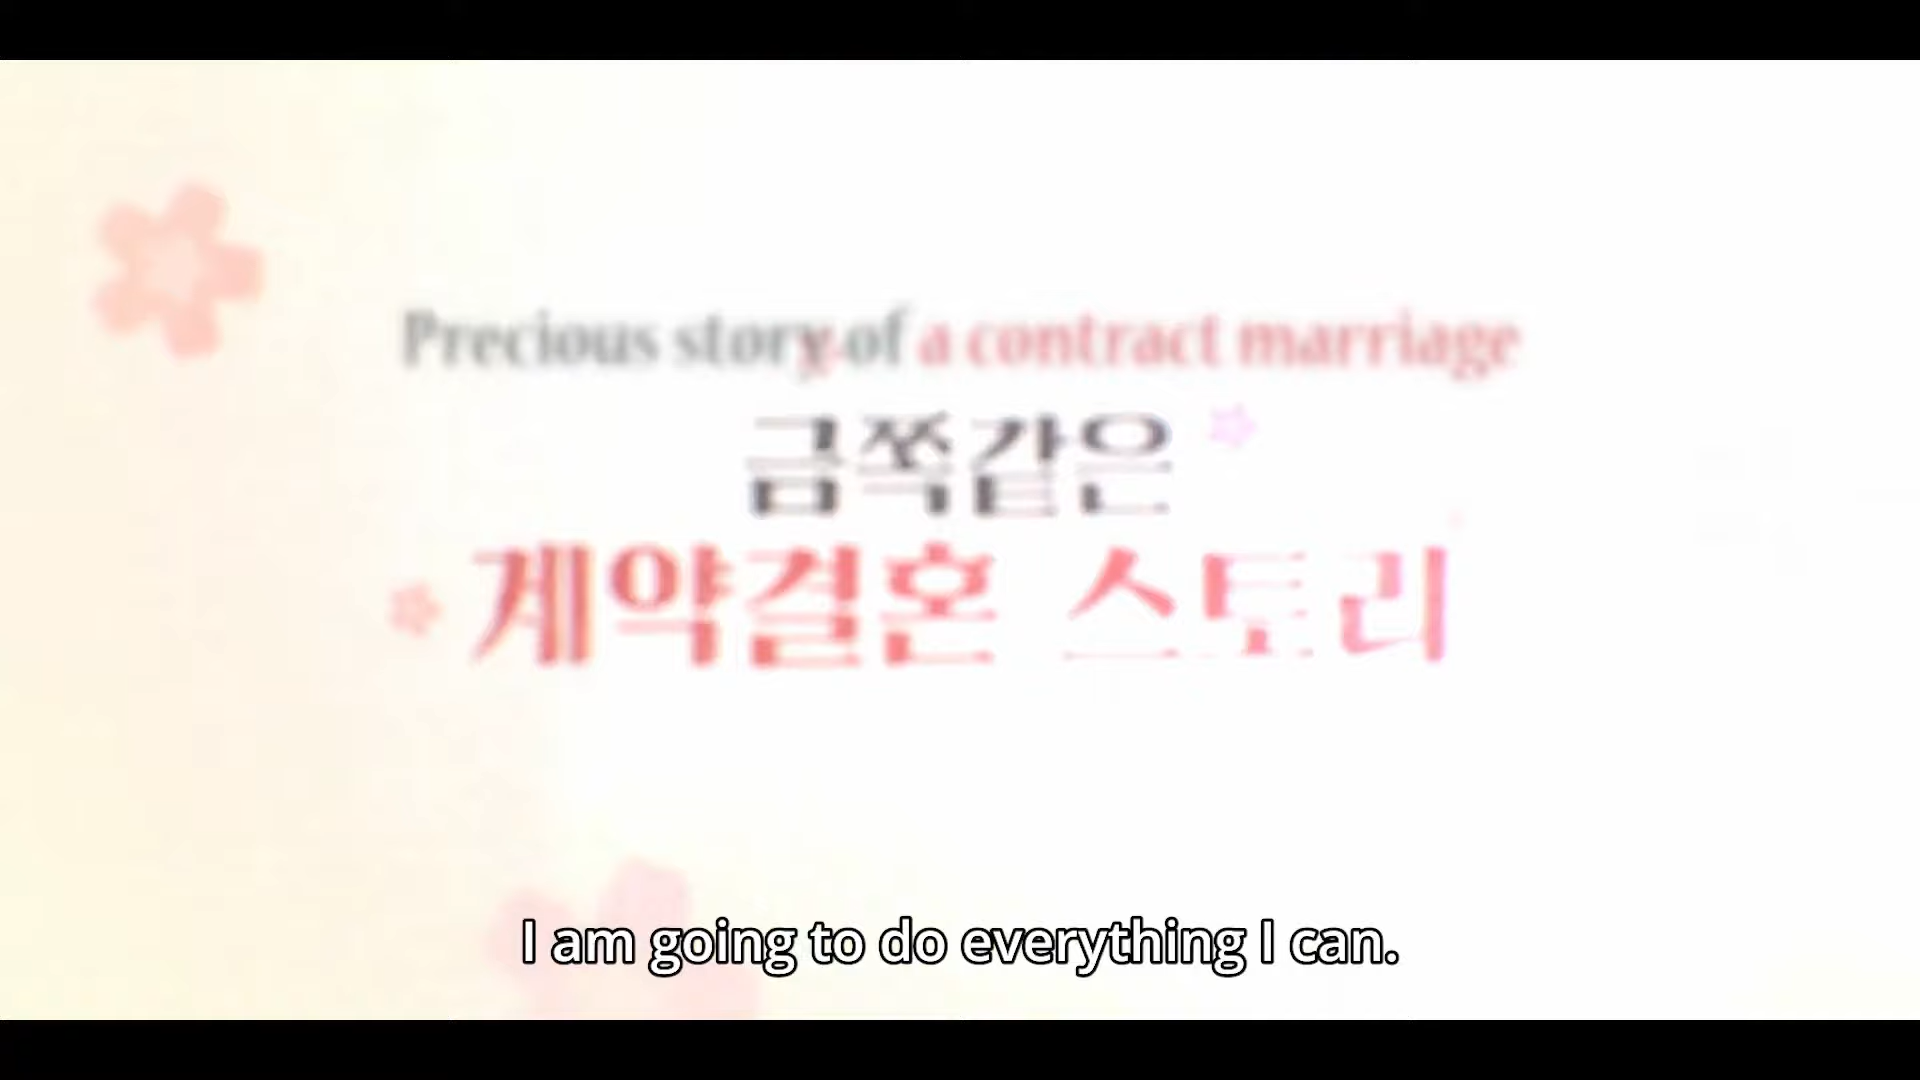 Precious story of a contract marriage
금쪽같은
계약결혼 스토리
I am going to do everything I can.